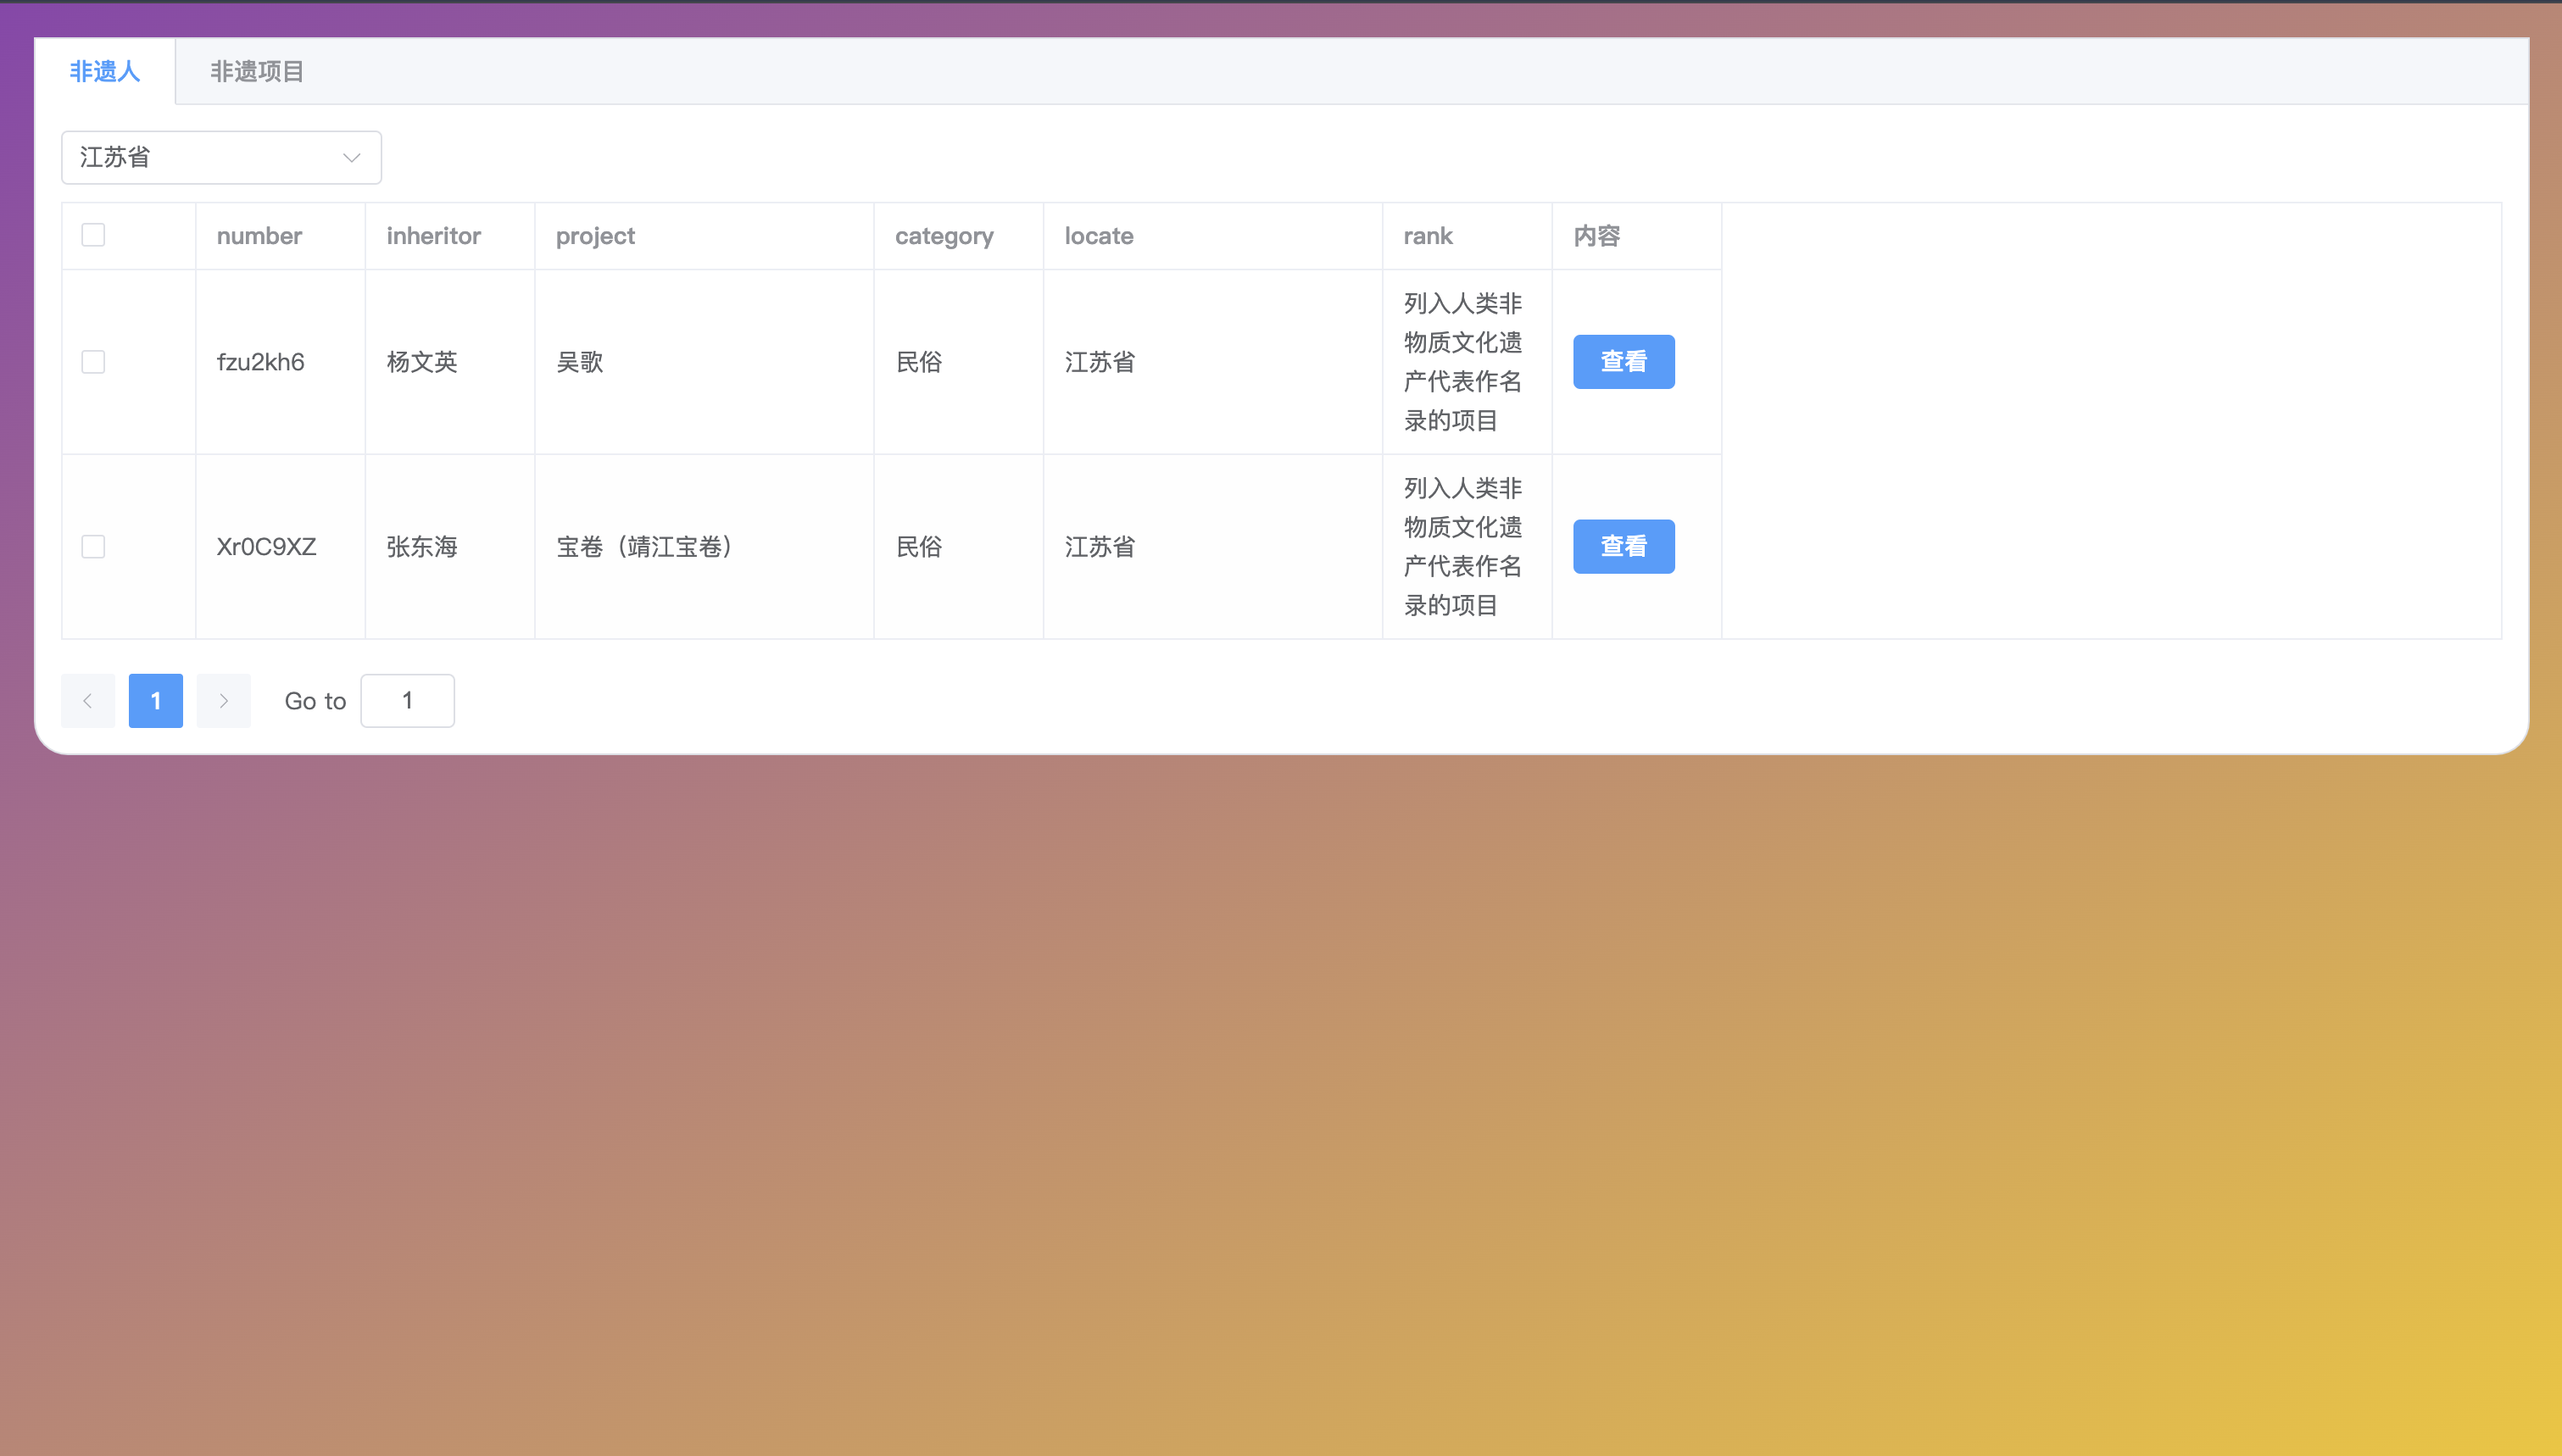 非遗人 非遗项目
江苏省
number inheritor project category locate rank 内容
列入人类非
物质文化遗
fzu2kh6 杨文英 吴歌 民俗 江苏省 查看
产代表作名
录的项目
列入人类非
物质文化遗
Xr0C9XZ 张东海 宝卷（靖江宝卷） 民俗 江苏省 查看
产代表作名
录的项目
1 Go to 1